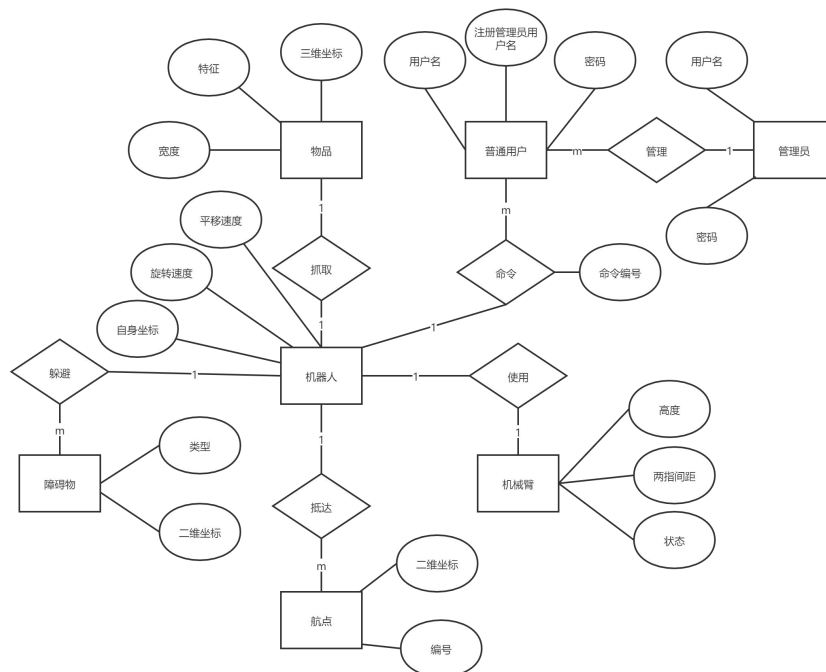 注册管理员用
户名
三维坐标
用户名
密码
用户名
特征
宽度
物品
普通用户
m
管理
1
管理员
1
平移速度
m
密码
抓取
命令
命令编号
旋转速度
1
1
自身坐标
躲避
1
机器人
1
使用
m
1
1
高度
类型
两指间距
障碍物
机械臂
抵达
二维坐标
状态
m
二维坐标
航点
编号